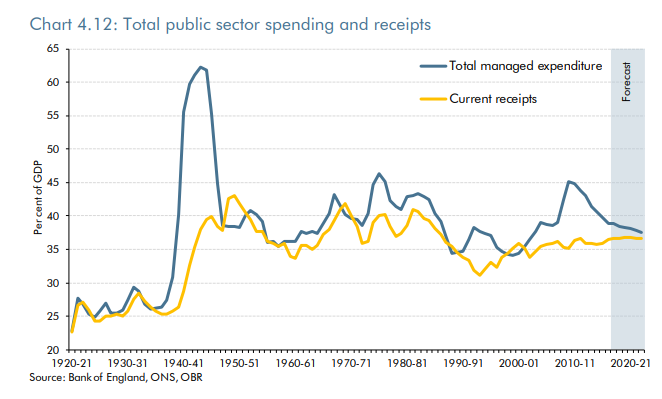 Chart 4.12: Total public sector spending and receipts
65
60
55
50
45
40
35
30
25
20
Per cent of GDP
Total managed expenditure
Current receipts
Forecast
1920-21 1930-31 1940-41 1950-51 1960-61 1970-71 1980-81 1990-91 2000-01 2010-11 2020-21
Source: Bank of England, ONS, OBR